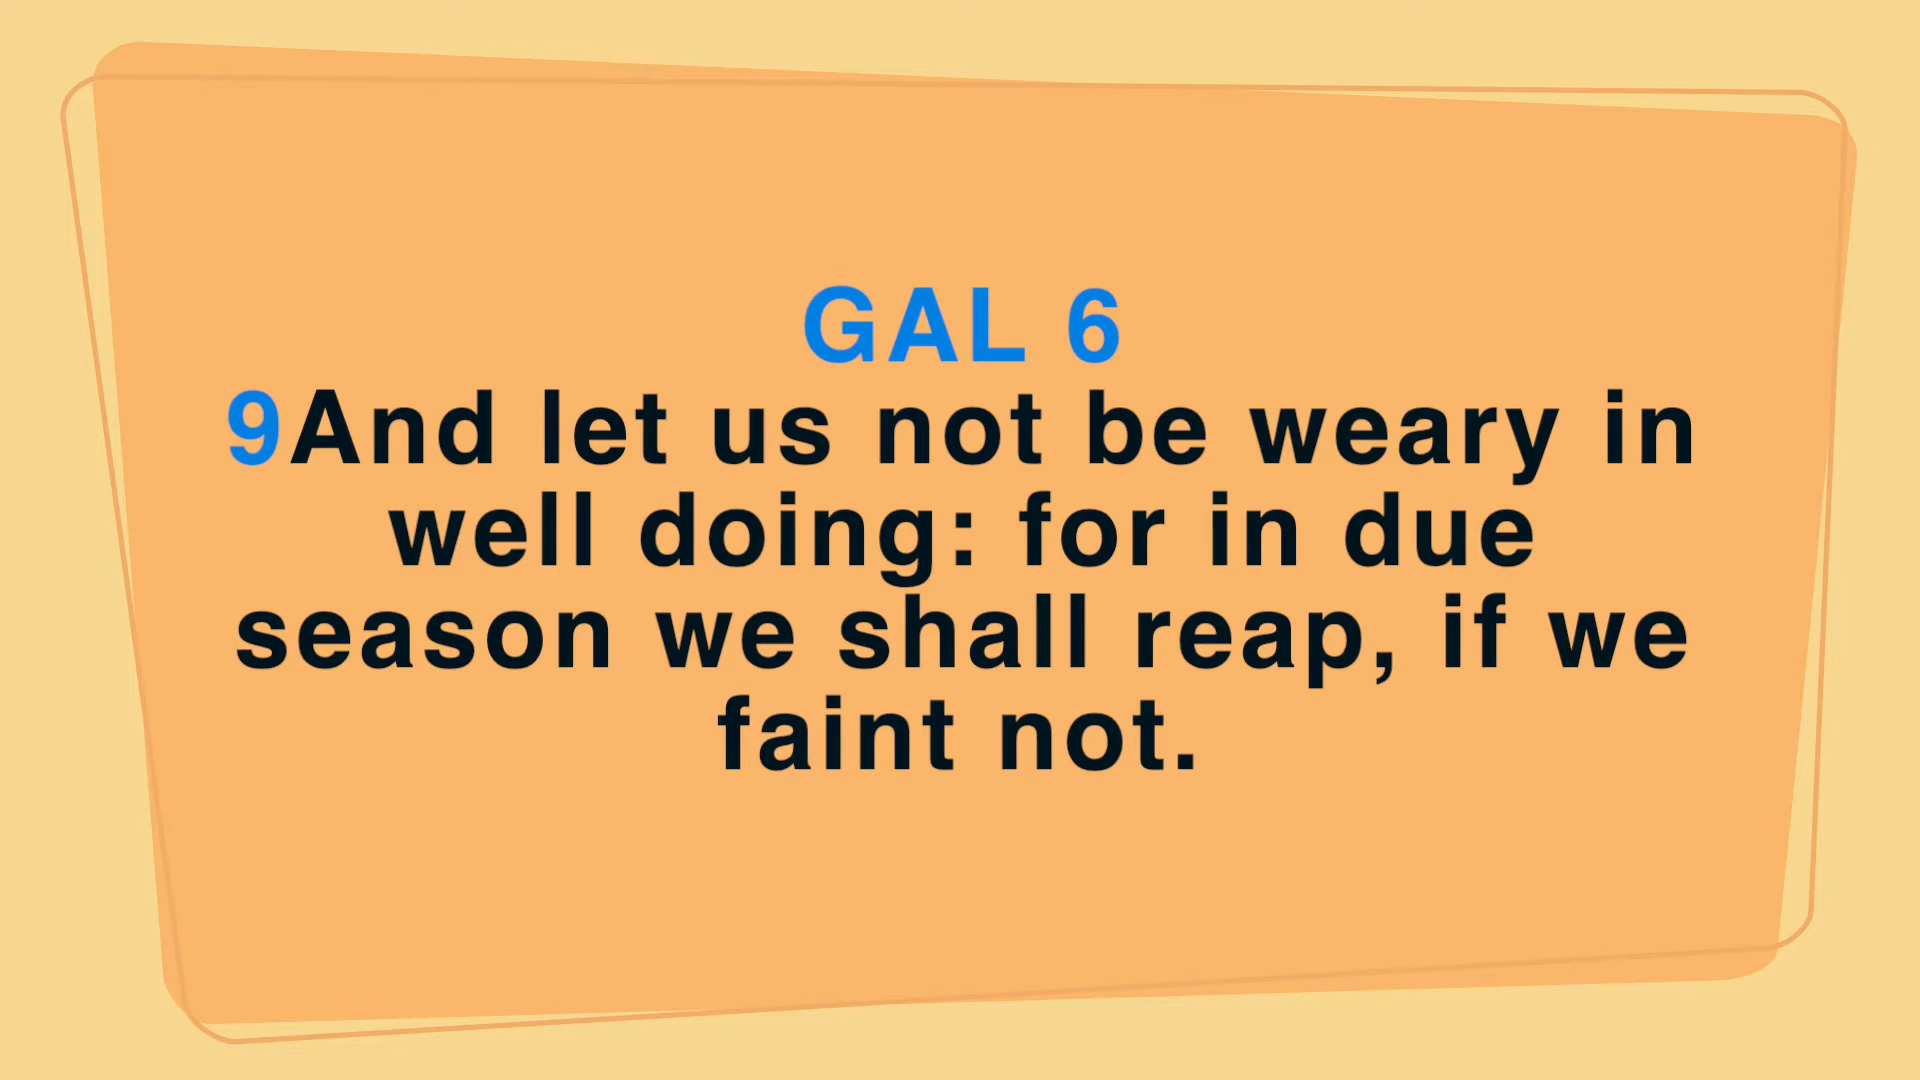 GAL 6
9And let us not be weary in
well doing: for in due
season we shall reap, if we
faint not.